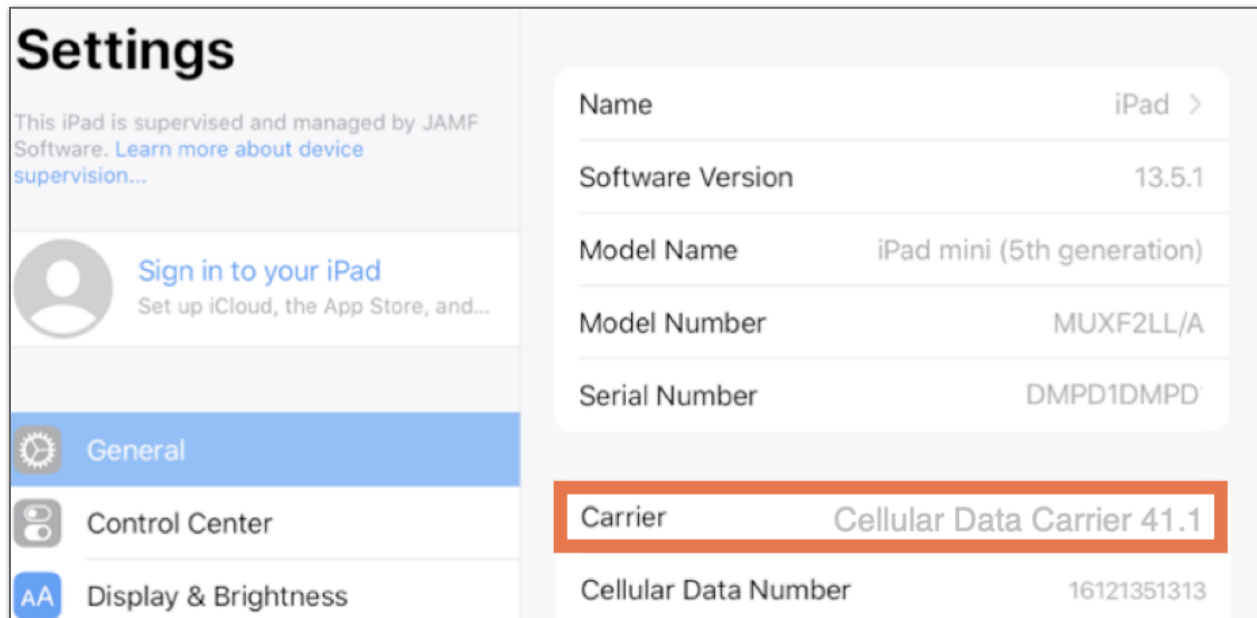 Settings
This iPad is supervised and managed by JAMF
Software. Learn more about device
supervision...
Sign in to your iPad
Set up iCloud, the App Store, and...
General
Control Center
AA Display & Brightness
Name iPad >
Software Version 13.5.1
Model Name iPad mini (5th generation)
Model Number MUXF2LL/A
Serial Number DMPD1DMPD
Carrier Cellular Data Carrier 41.1
Cellular Data Number 16121351313